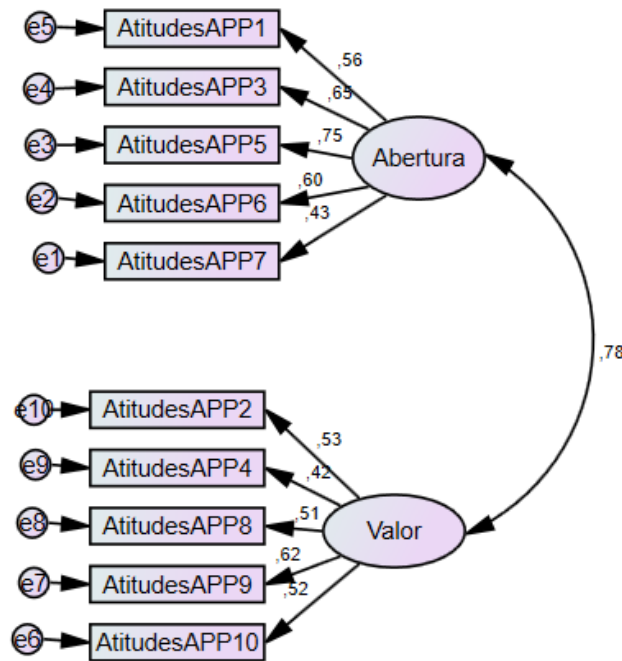 e5 AtitudesAPP1
,56
e4 AtitudesAPP3
,65
e3 AtitudesAPP5
,75
Abertura
e2 AtitudesAPP6
,60
e1 AtitudesAPP7
,43
,78
e10 AtitudesAPP2
,53
e9 AtitudesAPP4
,42
e8 AtitudesAPP8
,51
Valor
e7 AtitudesAPP9
,62
e6 AtitudesAPP10
,52